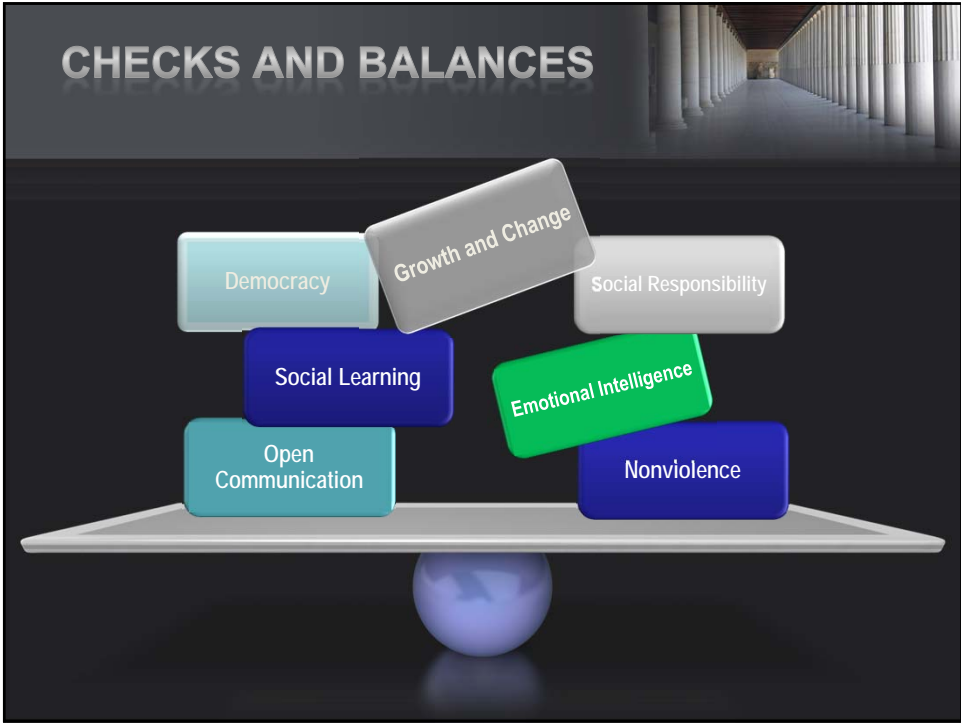 CHECKS AND BALANCES
Growth and Change
Democracy
Social Responsibility
Social Learning
Emotional Intelligence
Open
Communication
Nonviolence